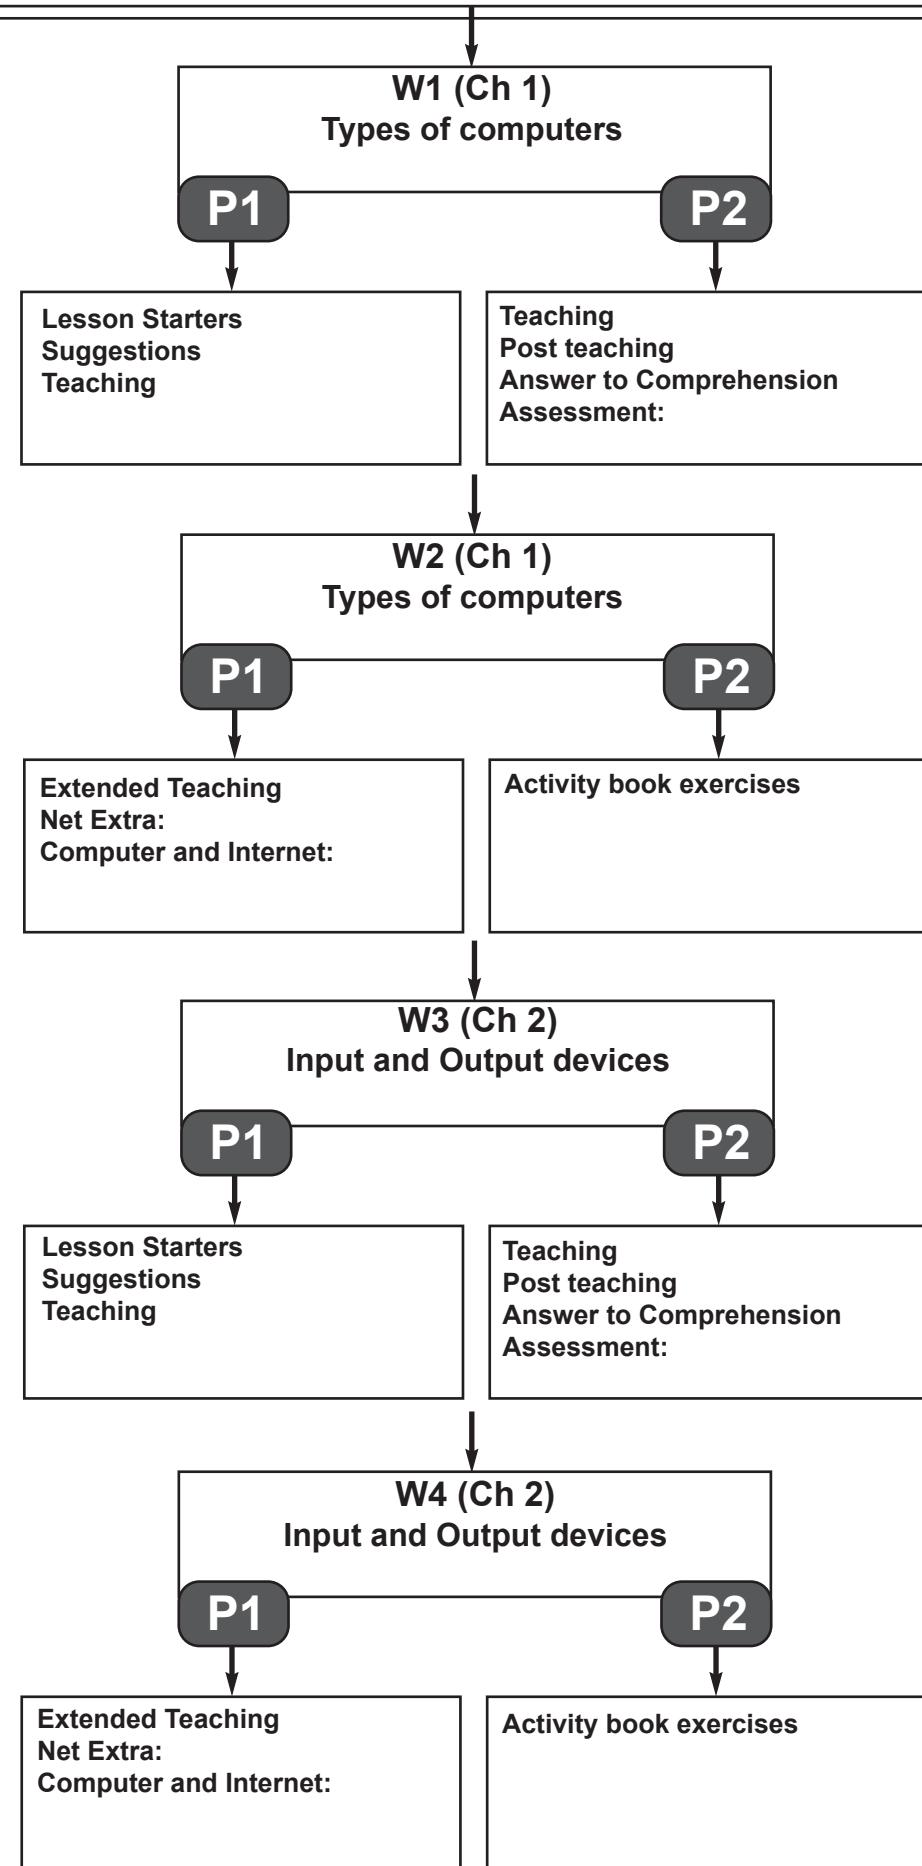 W1 (Ch 1)
Types of computers
P1
P2
Lesson Starters
Suggestions
Teaching
Teaching
Post teaching
Answer to Comprehension
Assessment:
W2 (Ch 1)
Types of computers
P1
P2
Extended Teaching
Net Extra:
Computer and Internet:
Activity book exercises
W3 (Ch 2)
Input and Output devices
P1
P2
Lesson Starters
Suggestions
Teaching
Teaching
Post teaching
Answer to Comprehension
Assessment:
W4 (Ch 2)
Input and Output devices
P1
P2
Extended Teaching
Net Extra:
Computer and Internet:
Activity book exercises